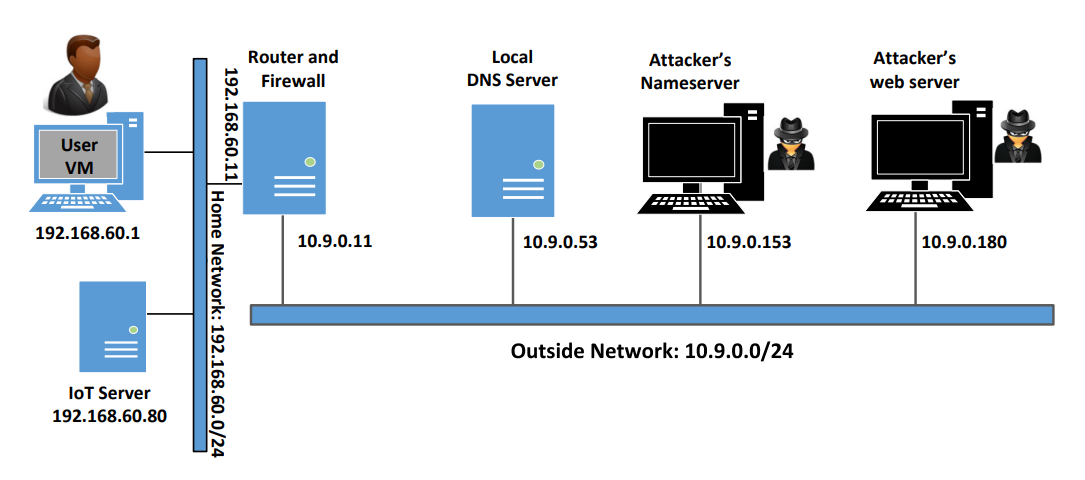 Router and
Firewall
Local
DNS Server
Attacker's
Nameserver
Attacker's
web server
User
VM
192.168.60.1
192.168.60.11
Home Network: 192.168.60.0/24
10.9.0.11
10.9.0.53
10.9.0.153
10.9.0.180
IoT Server
192.168.60.80
Outside Network: 10.9.0.0/24